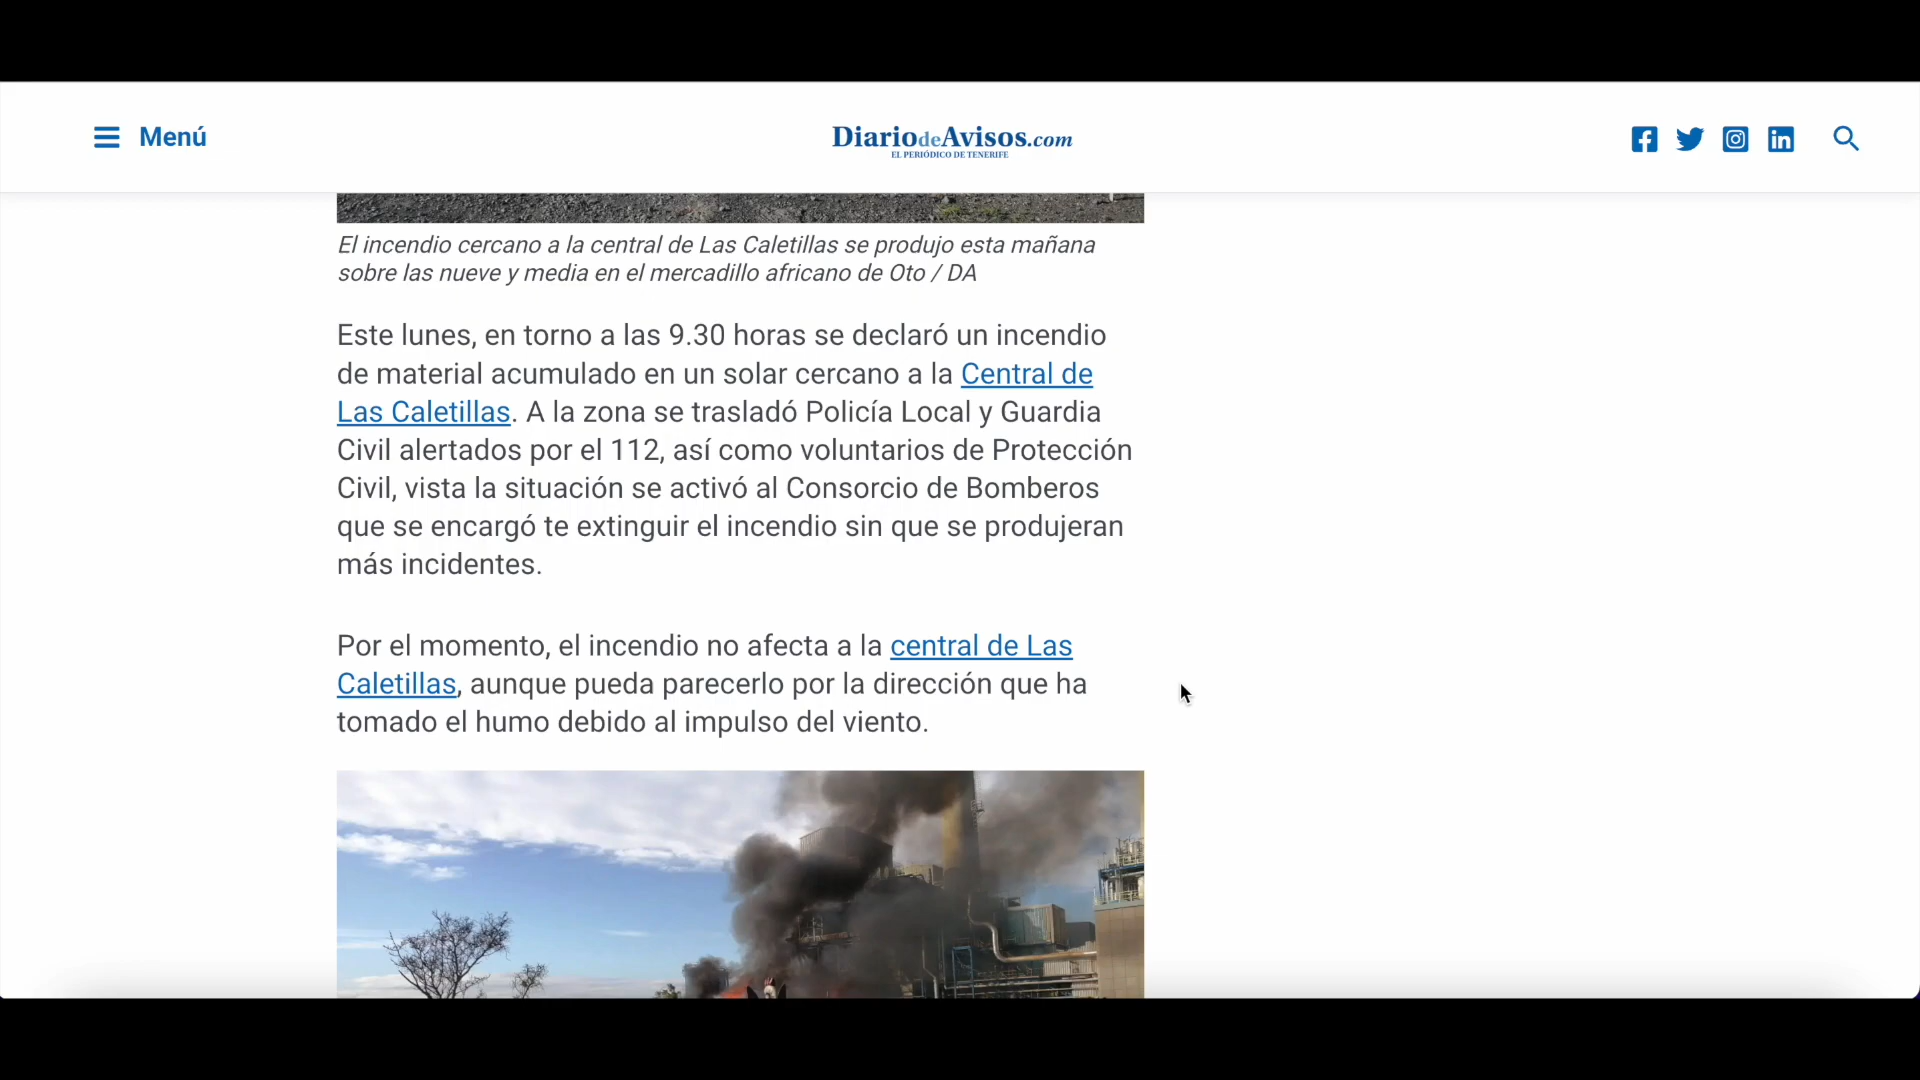 Menú
DiariodeAvisos.com
EL PERIÓDICO DE TENERIFE
El incendio cercano a la central de Las Caletillas se produjo esta mañana
sobre las nueve y media en el mercadillo africano de Oto / DA
Este lunes, en torno a las 9.30 horas se declaró un incendio
de material acumulado en un solar cercano a la Central de
Las Caletillas. A la zona se trasladó Policía Local y Guardia
Civil alertados por el 112, así como voluntarios de Protección
Civil, vista la situación se activó al Consorcio de Bomberos
que se encargó te extinguir el incendio sin que se produjeran
más incidentes.
Por el momento, el incendio no afecta a la central de Las
Caletillas, aunque pueda parecerlo por la dirección que ha
tomado el humo debido al impulso del viento.